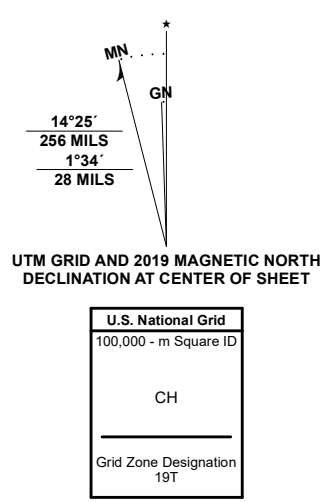 ★
MN
GN
14°25´
256 MILS
1°34´
28 MILS
UTM GRID AND 2019 MAGNETIC NORTH
DECLINATION AT CENTER OF SHEET
U.S. National Grid
100,000 - m Square ID
CH
Grid Zone Designation
19T